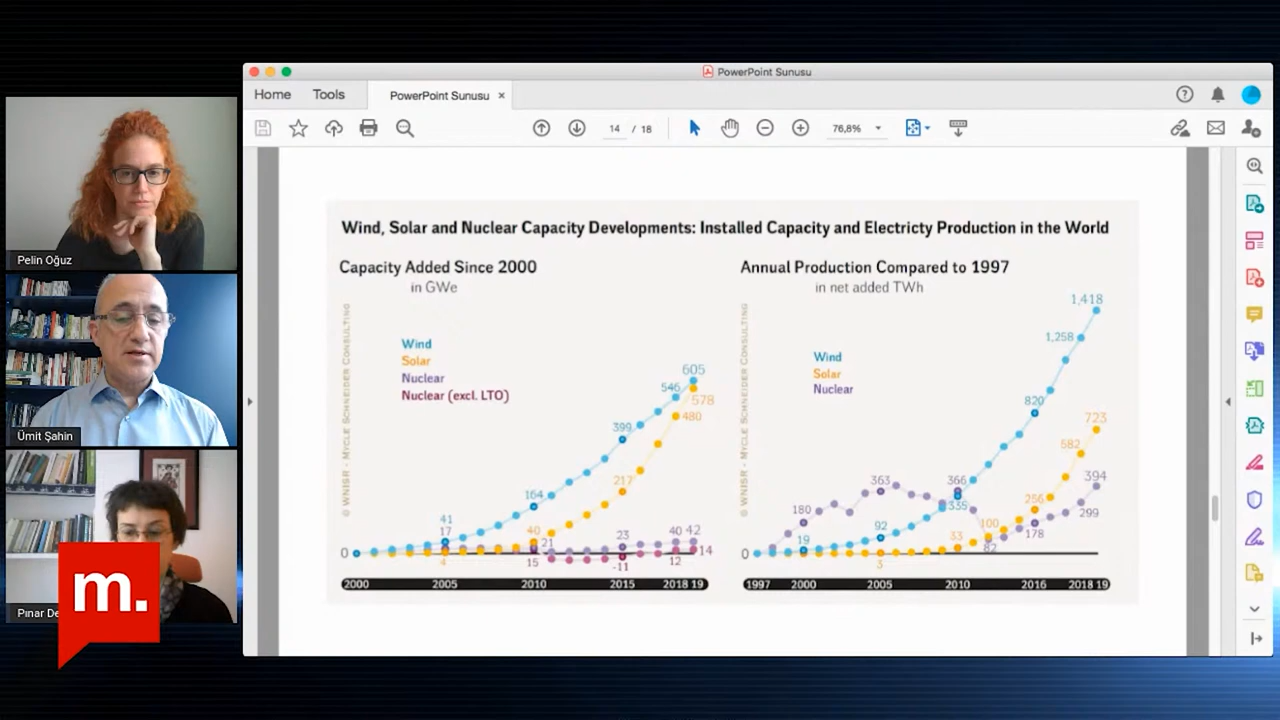 PowerPoint Sunusu
Home
Tools
PowerPoint Sunusu
14 / 18
76,8%
Wind, Solar and Nuclear Capacity Developments: Installed Capacity and Electricty Production in the World
Capacity Added Since 2000
in GWe
© WNISR - MYCLE SCHNEIDER CONSULTING
Wind
Solar
Nuclear
Nuclear (excl. LTO)
605
546
578
480
399
217
164
41
17
40
21
23
40 42
0
4
15
-11
12
14
2000 2005 2010 2015 2018 19
Annual Production Compared to 1997
in net added TWh
© WNISR - MYCLE SCHNEIDER CONSULTING
Wind
Solar
Nuclear
1,418
1,258
820
723
582
363
366
394
335
180
256
299
92
100
19
33
178
82
0
3
1997 2000 2005 2010 2016 2018 19
Pelin Oğuz
Ümit Şahin
Pınar De
m.